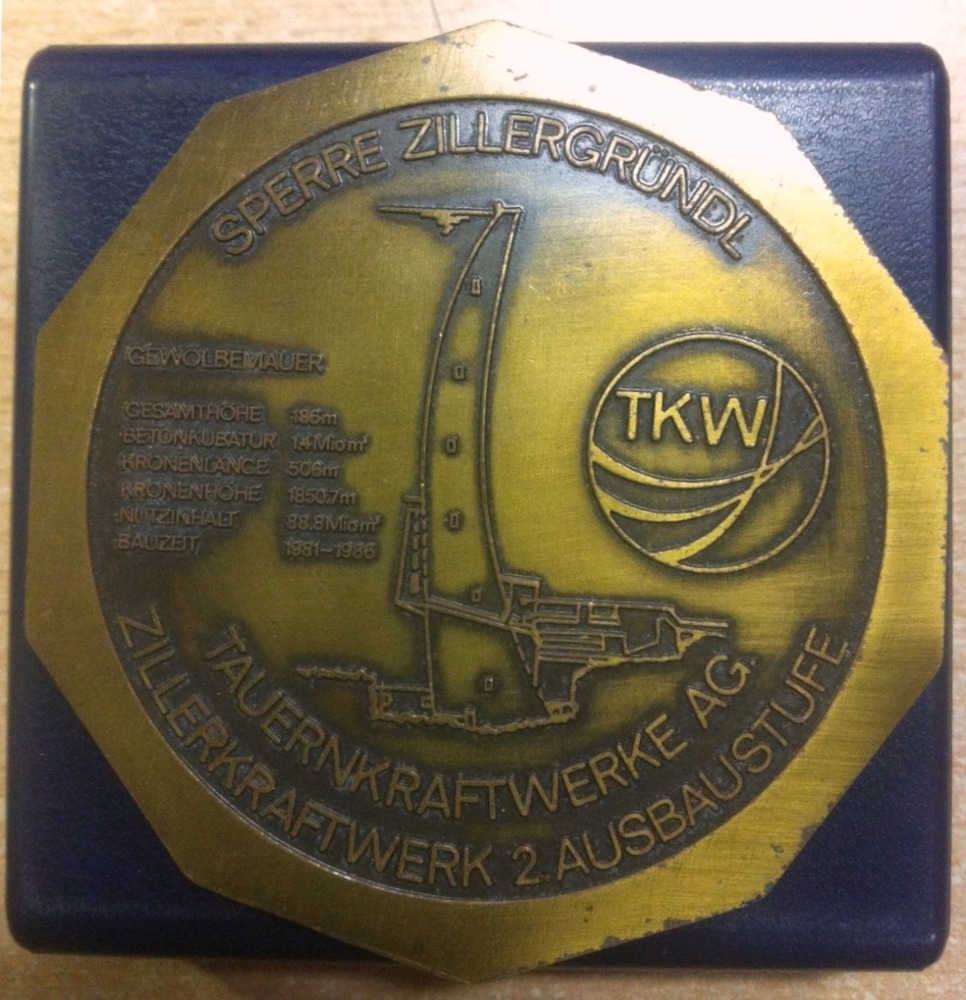 SPERRE ZILLERGRÜNDL
GEWÖLBEMAUER
GESAMTHÖHE 186m
BETONKUBATUR 1,4 Mio m³
KRONENLÄNGE 506m
KRONENHÖHE 1850,7m
NUTZINHALT 88,8 Mio m³
BAUZEIT 1981-1986
TKW
TAUERNKRAFTWERKE AG.
ZILLERKRAFTWERK 2. AUSBAUSTUFE